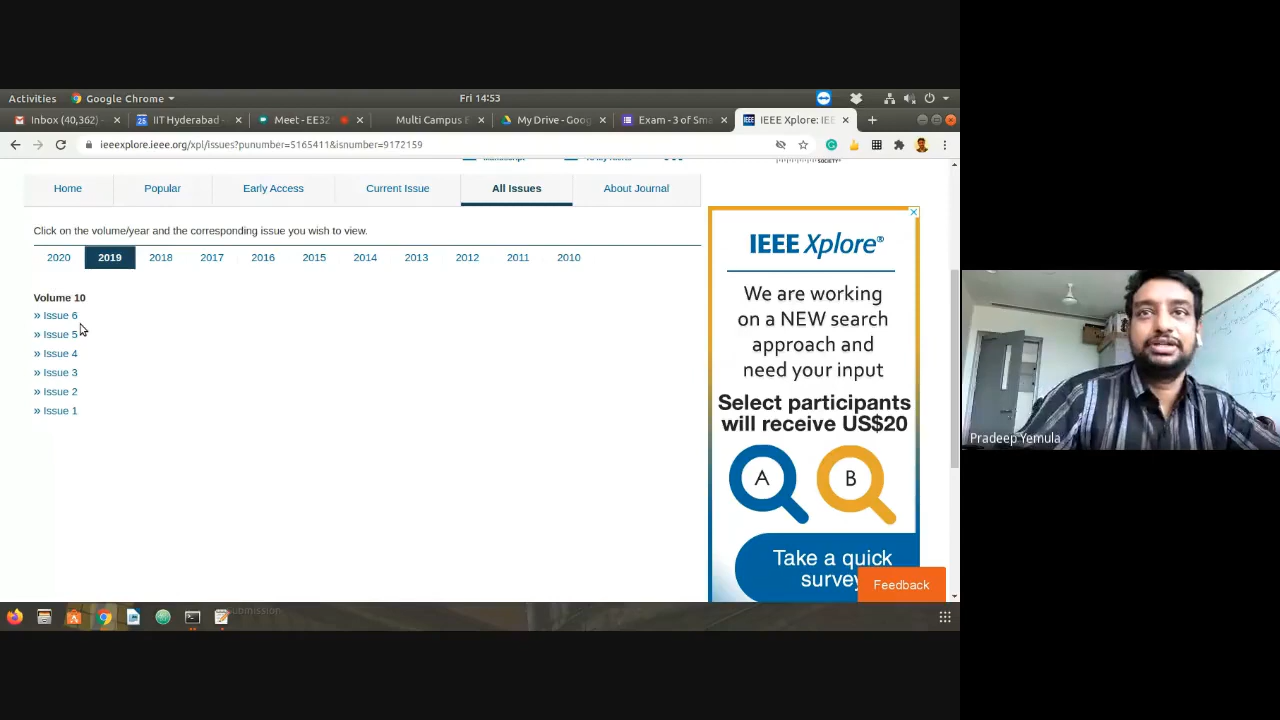 Activities Google Chrome Fri 14:53
Inbox (40,362) - IIT Hyderabad - Meet - EE32 Multi Campus My Drive - Goog Exam - 3 of Sma IEEE Xplore: IEE
ieeexplore.ieee.org/xpl/issues?punumber=5165411&isnumber=9172159
SOCIETY
Home Popular Early Access Current Issue All Issues About Journal
Click on the volume/year and the corresponding issue you wish to view.
2020 2019 2018 2017 2016 2015 2014 2013 2012 2011 2010
Volume 10
» Issue 6
» Issue 5
» Issue 4
» Issue 3
» Issue 2
» Issue 1
IEEE Xplore®
We are working
on a NEW search
approach and
need your input
Select participants
will receive US$20
A B
Take a quick
survey
Feedback
submission
Pradeep Yemula